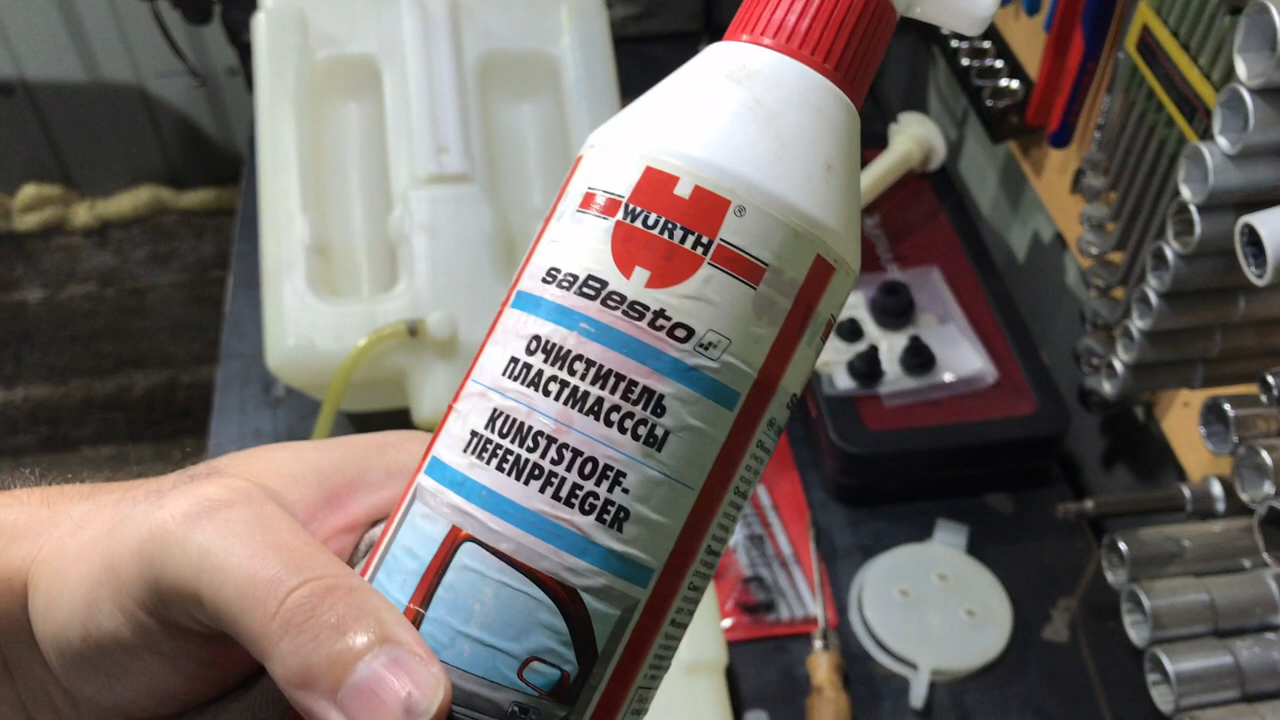 WÜRTH
®
saBesto
ОЧИСТИТЕЛЬ
ПЛАСТМАСССЫ
KUNSTSTOFF-
TIEFENPFLEGER